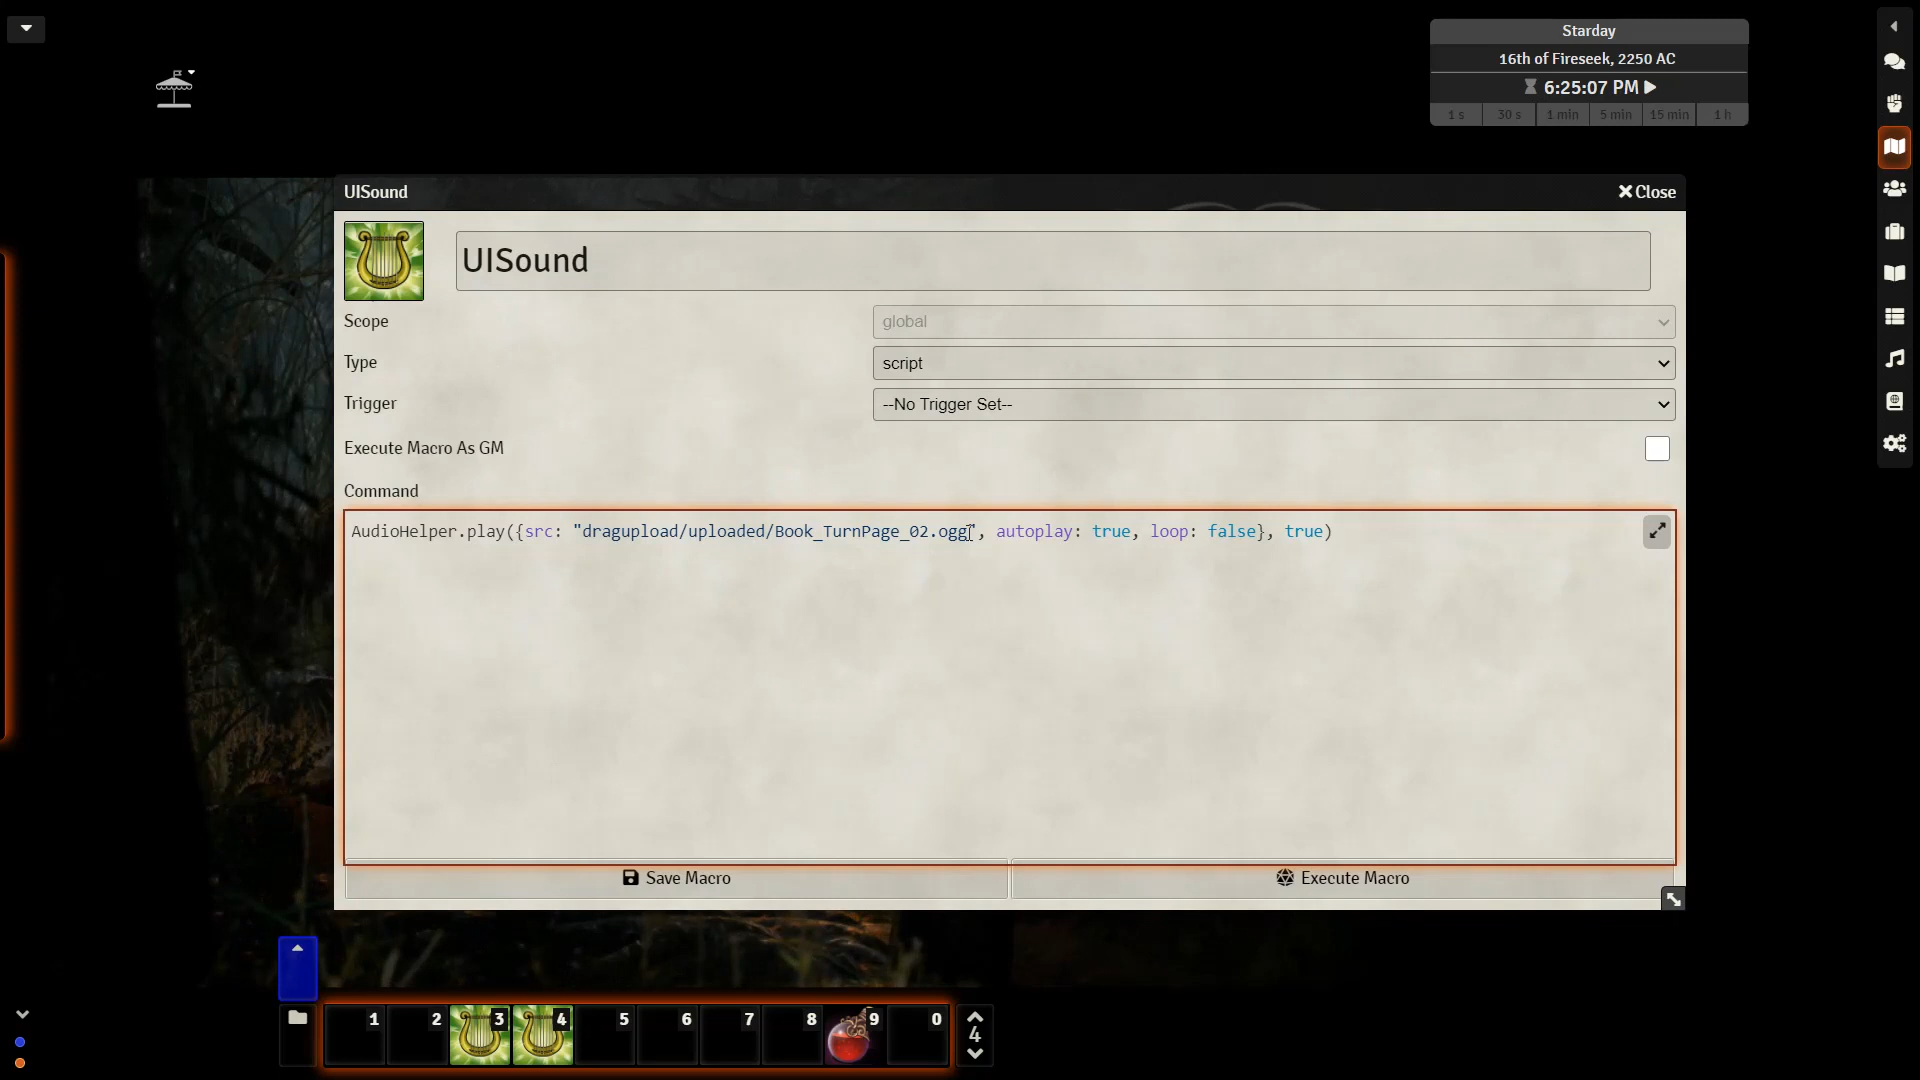 Starday
16th of Fireseek, 2250 AC
6:25:07 PM
1 s 30 s 1 min 5 min 15 min 1 h
UISound
Close
UISound
Scope
global
Type
script
Trigger
--No Trigger Set--
Execute Macro As GM
Command
AudioHelper.play({src: "dragupload/uploaded/Book_TurnPage_02.ogg", autoplay: true, loop: false}, true)
Save Macro
Execute Macro
1 2 3 4 5 6 7 8 9 0
4